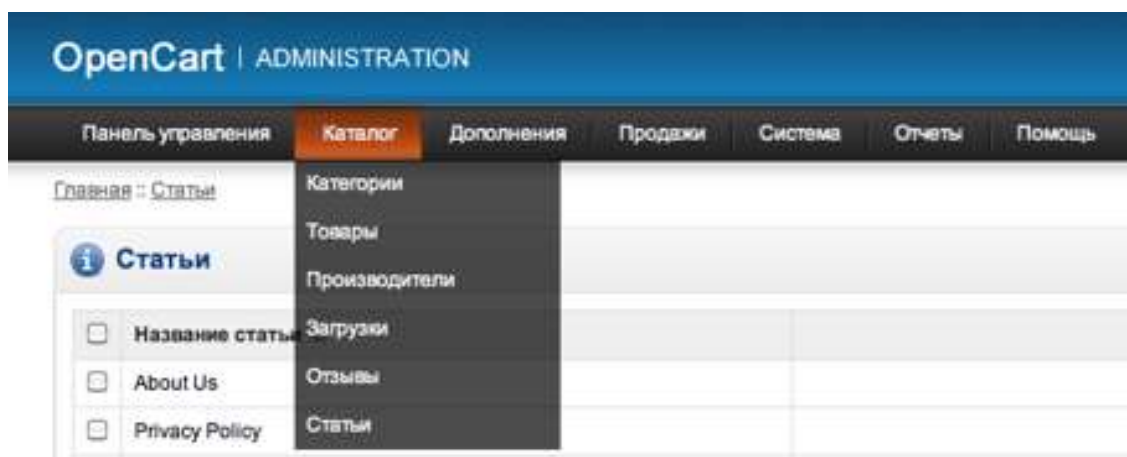 OpenCart | ADMINISTRATION
Панель управления Каталог Дополнения Продажи Система Отчеты Помощь
Главная :: Статьи
Категории
Товары
Производители
Загрузки
Отзывы
Статьи
Статьи
Название статьи
About Us
Privacy Policy